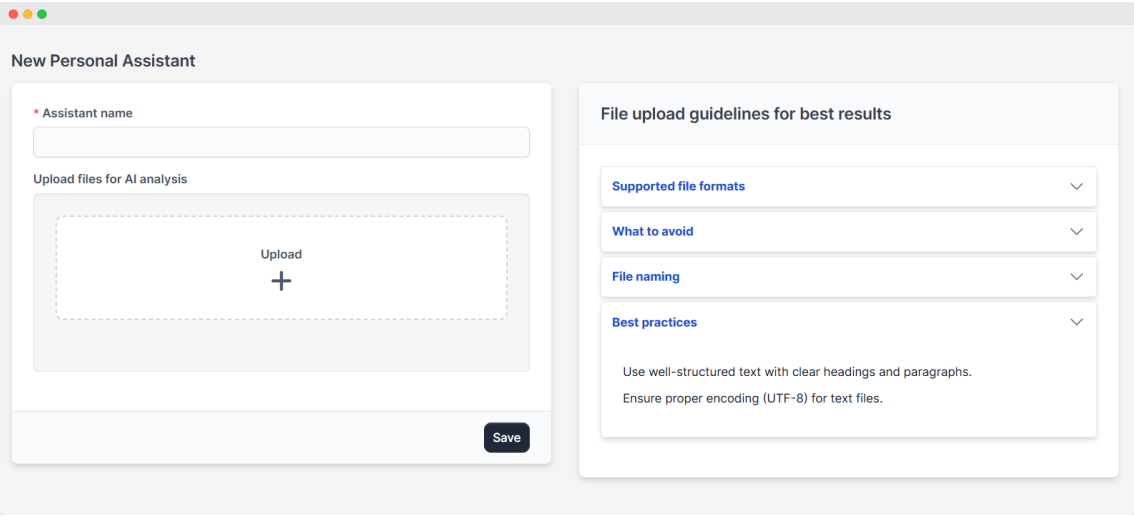 New Personal Assistant
* Assistant name
Upload files for AI analysis
Upload
Save
File upload guidelines for best results
Supported file formats
What to avoid
File naming
Best practices
Use well-structured text with clear headings and paragraphs.
Ensure proper encoding (UTF-8) for text files.